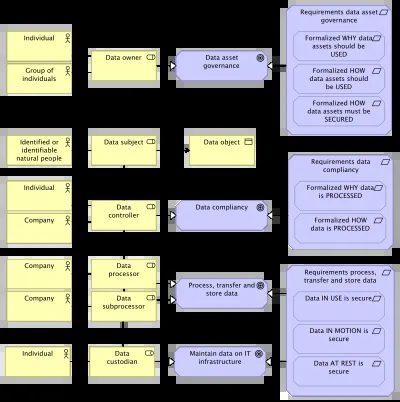 Individual
Group of
individuals
Data owner
Data asset
governance
Requirements data asset
governance
Formalized WHY data
assets should be
USED
Formalized HOW
data assets should
be USED
Formalized HOW
data assets must be
SECURED
Identified or
identifiable
natural people
Data subject
Data object
Individual
Company
Data
controller
Data compliancy
Requirements data
compliancy
Formalized WHY data
is PROCESSED
Formalized HOW
data is PROCESSED
Company
Company
Data
processor
Data
subprocessor
Process, transfer and
store data
Requirements process,
transfer and store data
Data IN USE is secure
Data IN MOTION is
secure
Data AT REST is
secure
Individual
Data
custodian
Maintain data on IT
infrastructure